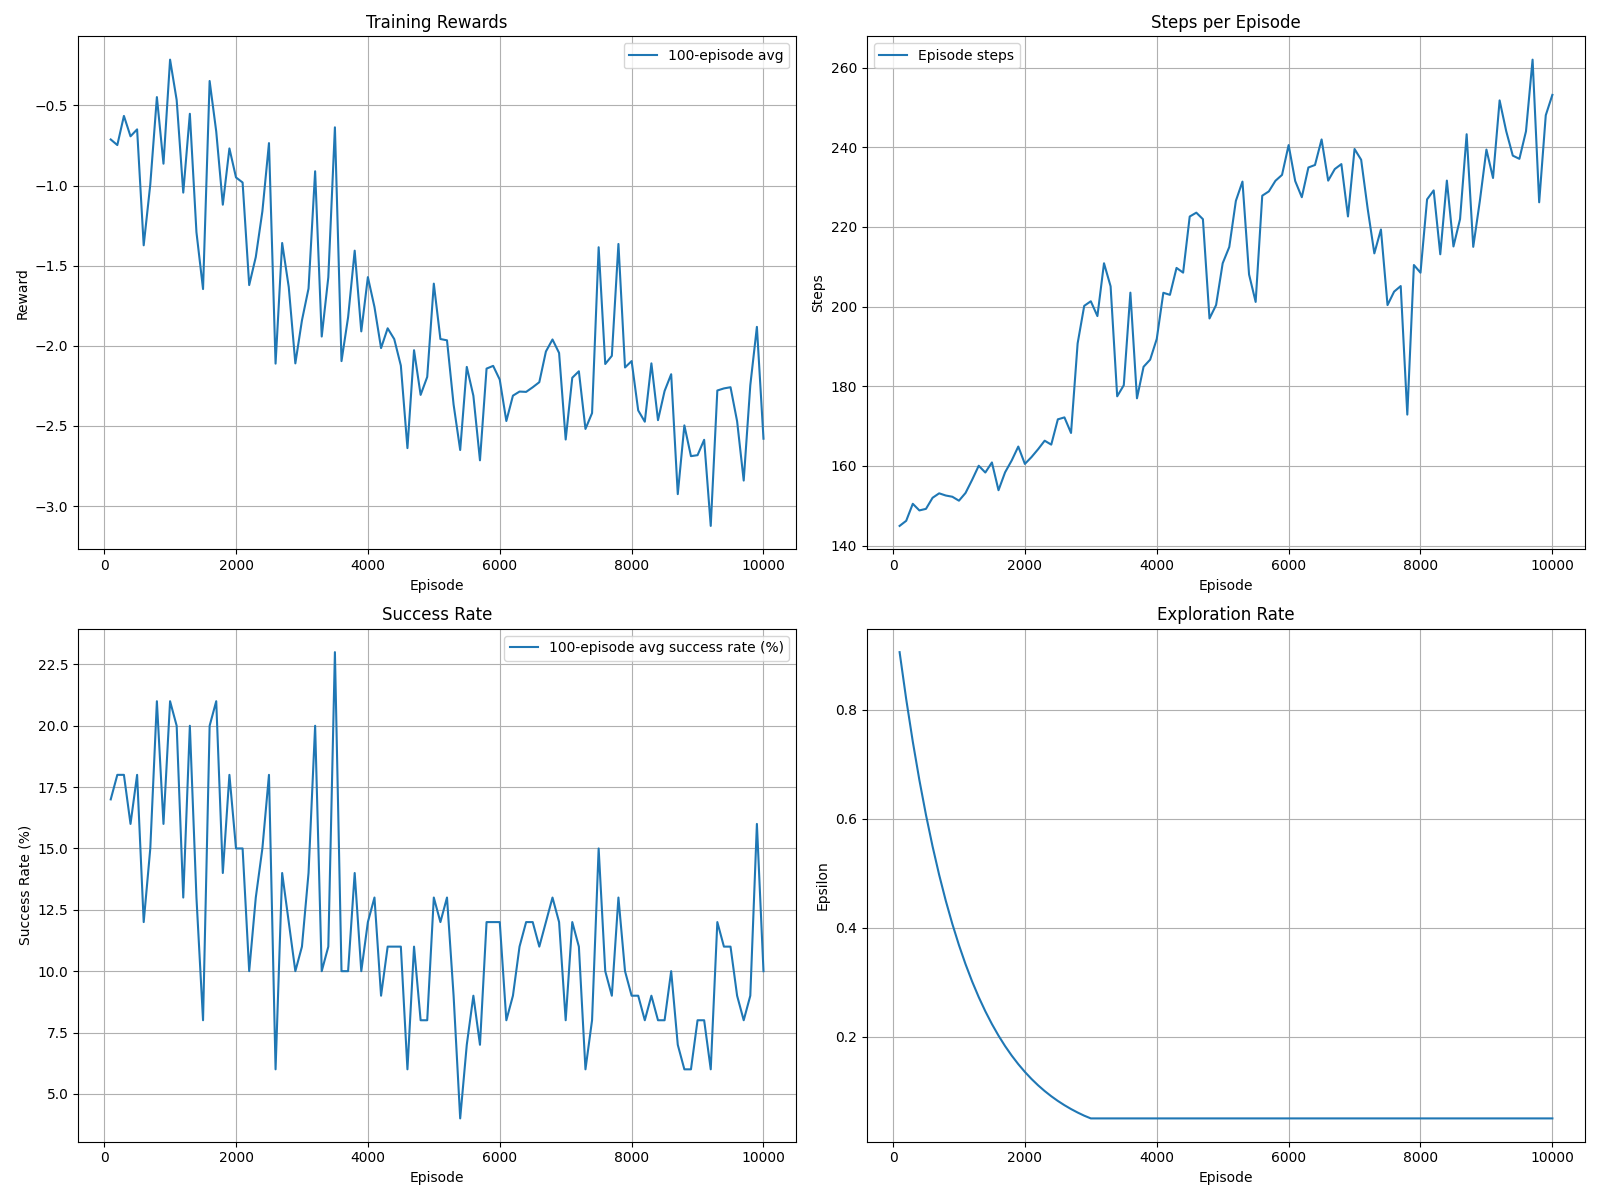 Training Rewards
100-episode avg
−0.5
−1.0
−1.5
−2.0
−2.5
−3.0
Reward
0 2000 4000 6000 8000 10000
Episode
Steps per Episode
Episode steps
260
240
220
200
180
160
140
Steps
0 2000 4000 6000 8000 10000
Episode
Success Rate
100-episode avg success rate (%)
22.5
20.0
17.5
15.0
12.5
10.0
7.5
5.0
Success Rate (%)
0 2000 4000 6000 8000 10000
Episode
Exploration Rate
0.8
0.6
0.4
0.2
Epsilon
0 2000 4000 6000 8000 10000
Episode